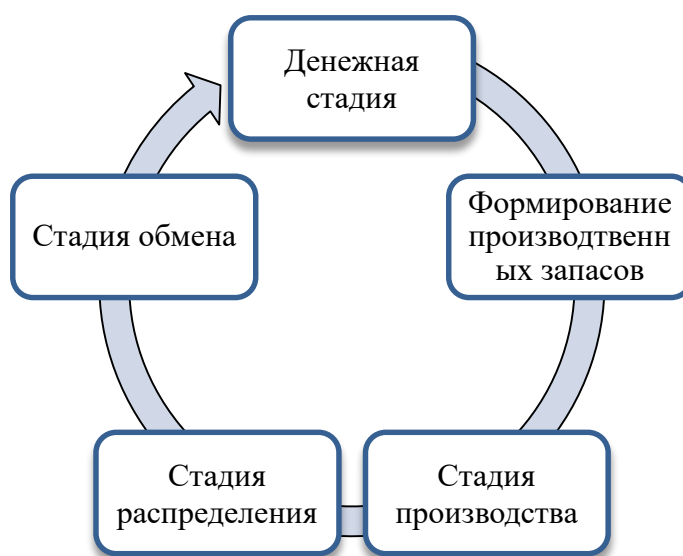 Денежная
стадия
Формирование
производтвенн
ых запасов
Стадия
производства
Стадия
распределения
Стадия обмена